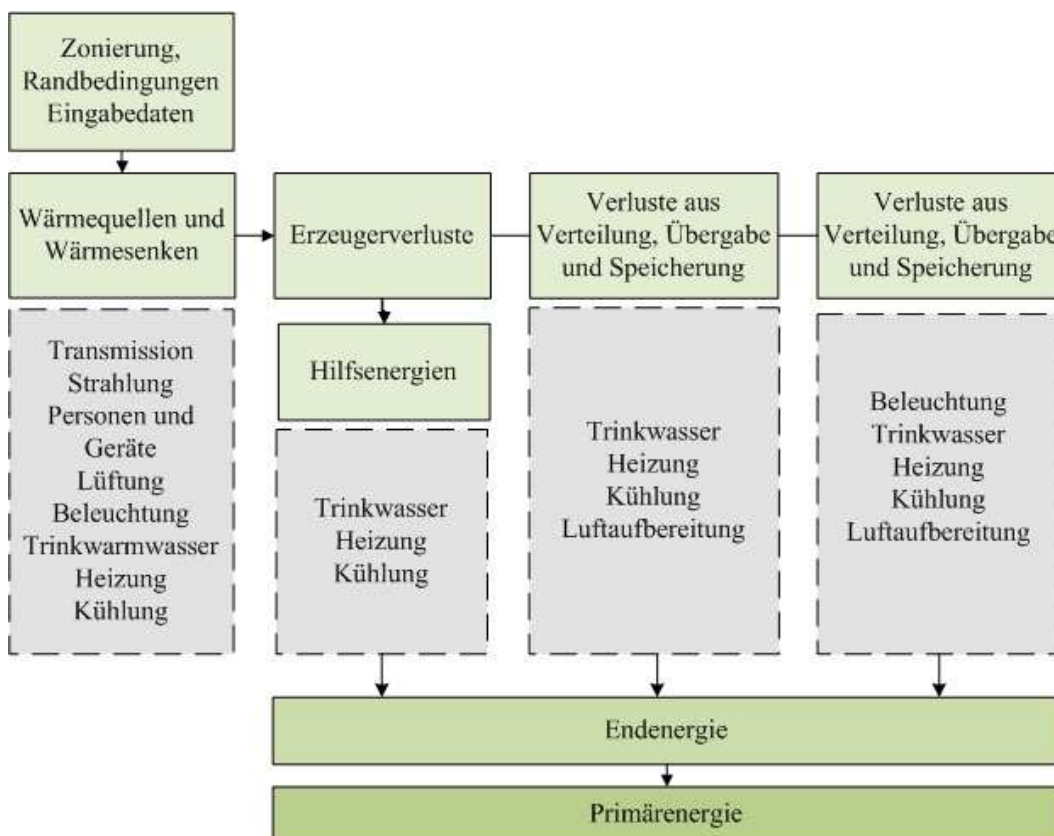 Zonierung,
Randbedingungen
Eingabedaten
Wärmequellen und
Wärmesenken
Erzeugerverluste
Verluste aus
Verteilung, Übergabe
und Speicherung
Verluste aus
Verteilung, Übergabe
und Speicherung
Transmission
Strahlung
Personen und
Geräte
Lüftung
Beleuchtung
Trinkwarmwasser
Heizung
Kühlung
Hilfsenergien
Trinkwasser
Heizung
Kühlung
Trinkwasser
Heizung
Kühlung
Luftaufbereitung
Beleuchtung
Trinkwasser
Heizung
Kühlung
Luftaufbereitung
Endenergie
Primärenergie